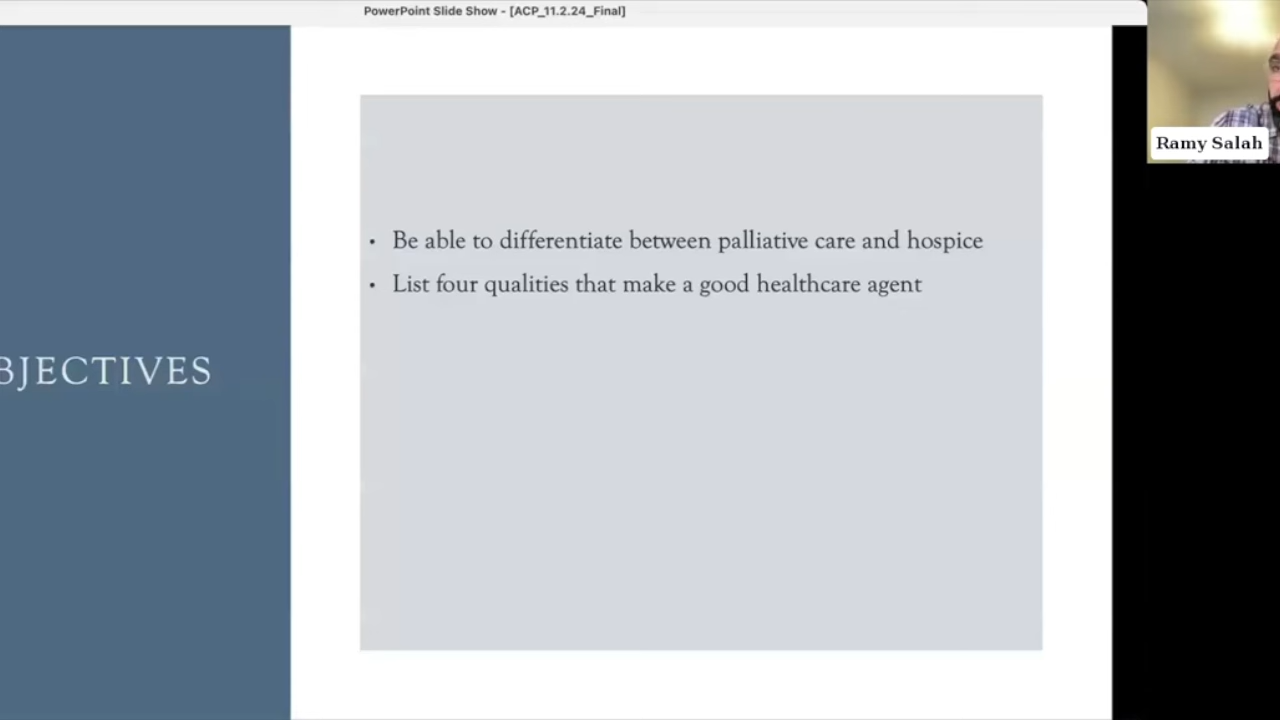 PowerPoint Slide Show - [ACP_11.2.24_Final]
Ramy Salah
• Be able to differentiate between palliative care and hospice
• List four qualities that make a good healthcare agent
BJECTIVES